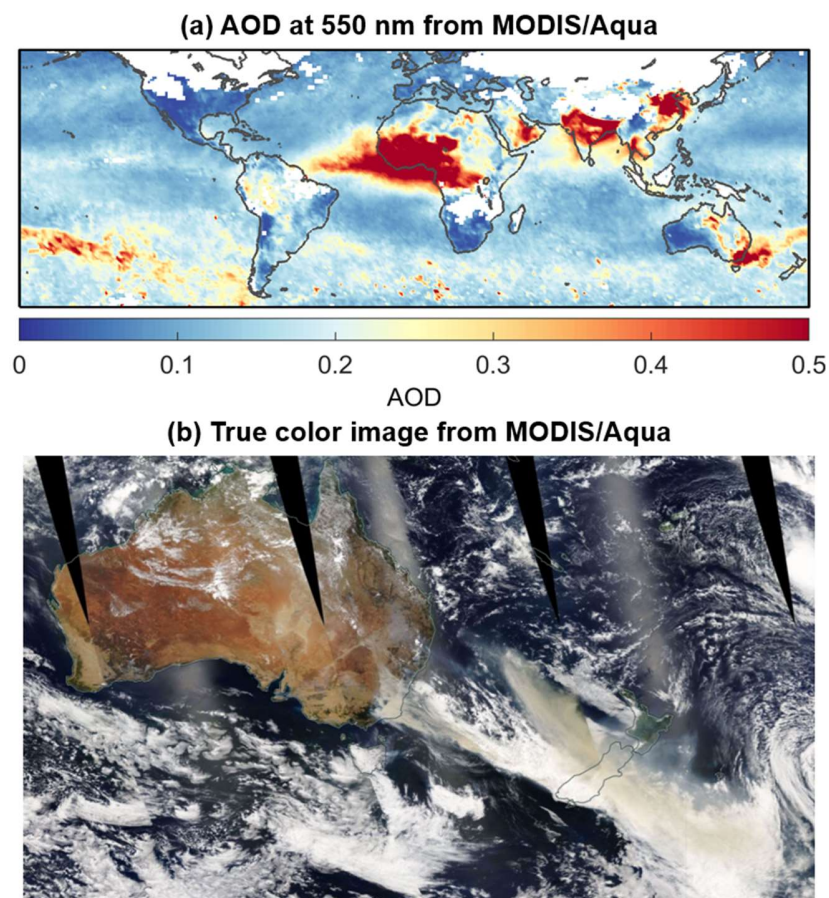 (a) AOD at 550 nm from MODIS/Aqua
0 0.1 0.2 0.3 0.4 0.5
AOD
(b) True color image from MODIS/Aqua